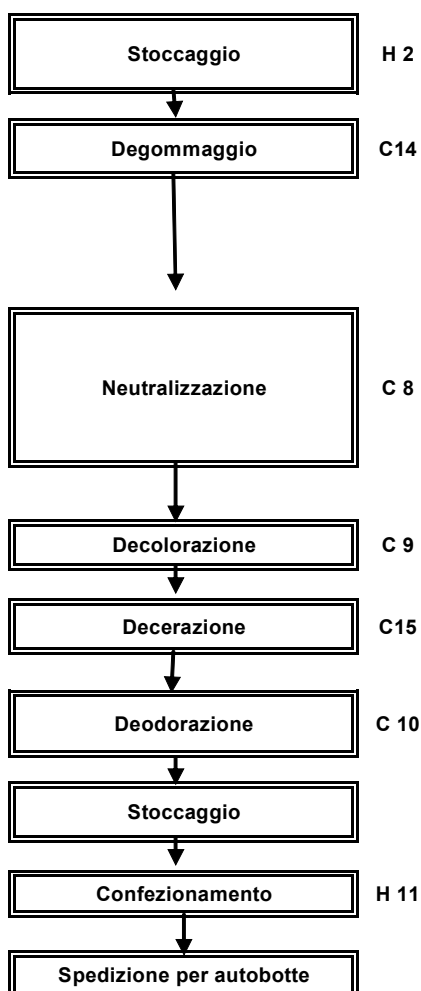 Stoccaggio H 2
Degommaggio C14
Neutralizzazione C 8
Decolorazione C 9
Decerazione C15
Deodorazione C 10
Stoccaggio
Confezionamento H 11
Spedizione per autobotte